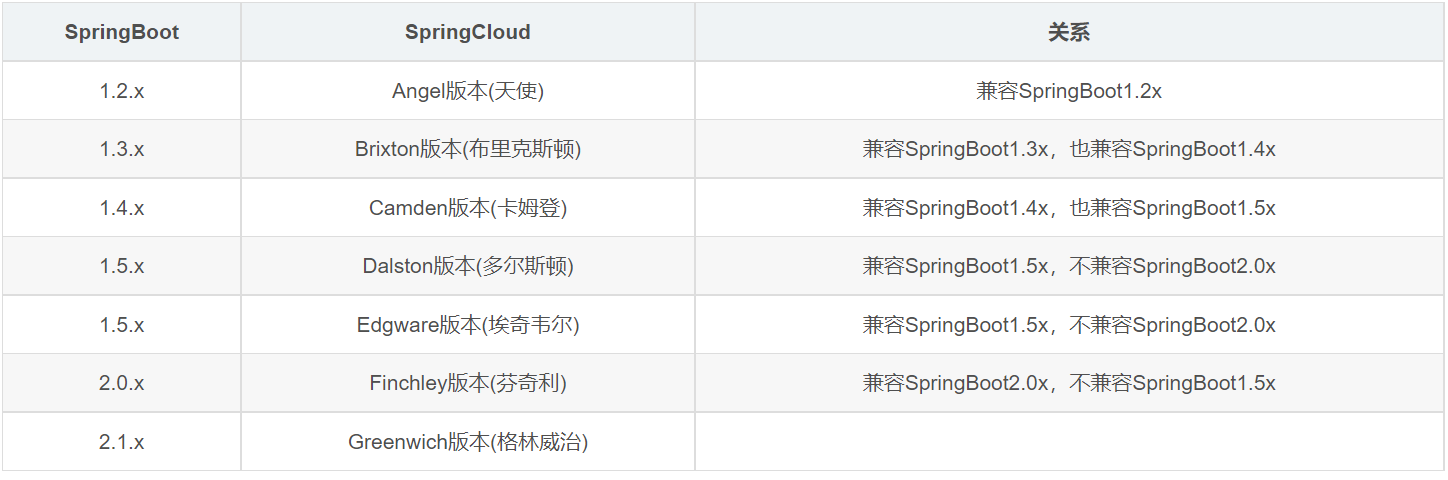 SpringBoot SpringCloud 关系
1.2.x Angel版本(天使) 兼容SpringBoot1.2x
1.3.x Brixton版本(布里克斯顿) 兼容SpringBoot1.3x，也兼容SpringBoot1.4x
1.4.x Camden版本(卡姆登) 兼容SpringBoot1.4x，也兼容SpringBoot1.5x
1.5.x Dalston版本(多尔斯顿) 兼容SpringBoot1.5x，不兼容SpringBoot2.0x
1.5.x Edgware版本(埃奇韦尔) 兼容SpringBoot1.5x，不兼容SpringBoot2.0x
2.0.x Finchley版本(芬奇利) 兼容SpringBoot2.0x，不兼容SpringBoot1.5x
2.1.x Greenwich版本(格林威治)